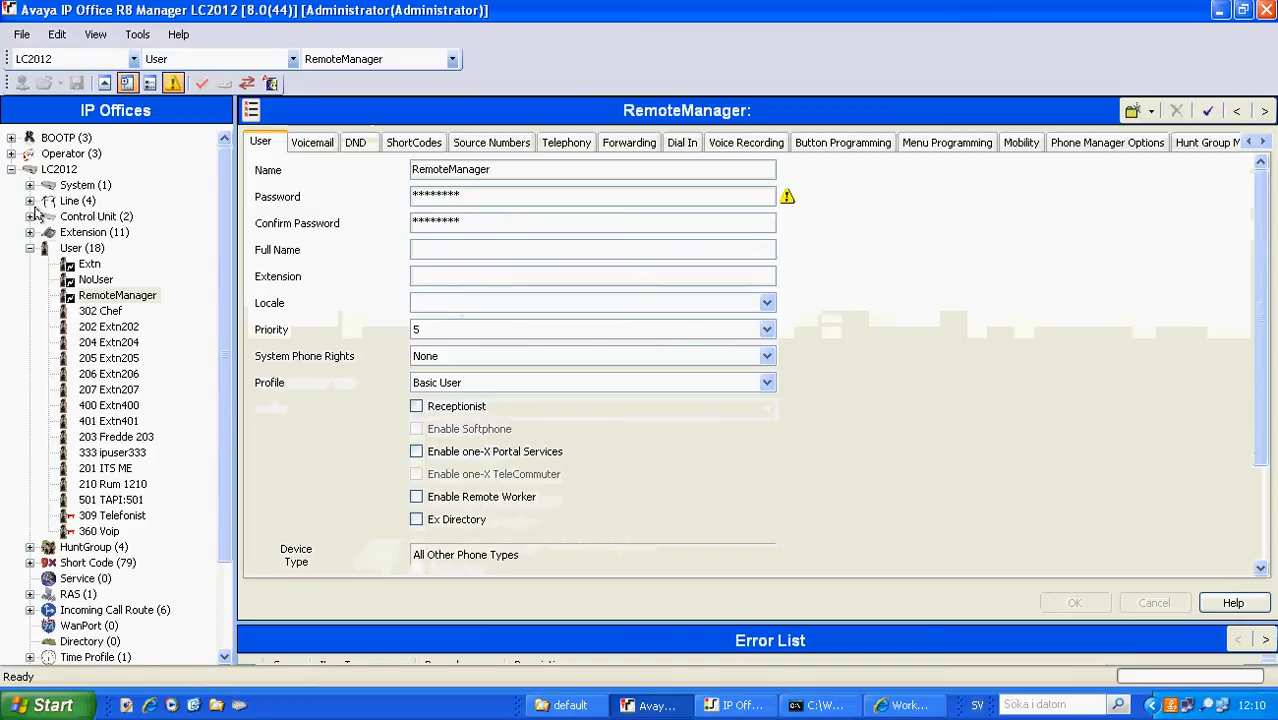 Avaya IP Office R8 Manager LC2012 [8.0(44)] [Administrator(Administrator)]
File Edit View Tools Help
LC2012 User RemoteManager
IP Offices
RemoteManager:
BOOTP (3)
Operator (3)
LC2012
System (1)
Line (4)
Control Unit (2)
Extension (11)
User (18)
Extn
NoUser
RemoteManager
302 Chef
202 Extn202
204 Extn204
205 Extn205
206 Extn206
207 Extn207
400 Extn400
401 Extn401
203 Fredde 203
333 ipuser333
201 ITS ME
210 Rum 1210
501 TAPI:501
309 Telefonist
360 Voip
HuntGroup (4)
Short Code (79)
Service (0)
RAS (1)
Incoming Call Route (6)
WanPort (0)
Directory (0)
Time Profile (1)
User Voicemail DND ShortCodes Source Numbers Telephony Forwarding Dial In Voice Recording Button Programming Menu Programming Mobility Phone Manager Options Hunt Group M
Name RemoteManager
Password ********
Confirm Password ********
Full Name
Extension
Locale
Priority 5
System Phone Rights None
Profile Basic User
Receptionist
Enable Softphone
Enable one-X Portal Services
Enable one-X TeleCommuter
Enable Remote Worker
Ex Directory
Device Type All Other Phone Types
OK Cancel Help
Error List
Ready
Start default Avay... IP Off... C:\W... Work... SV Söka i datorn 12:10